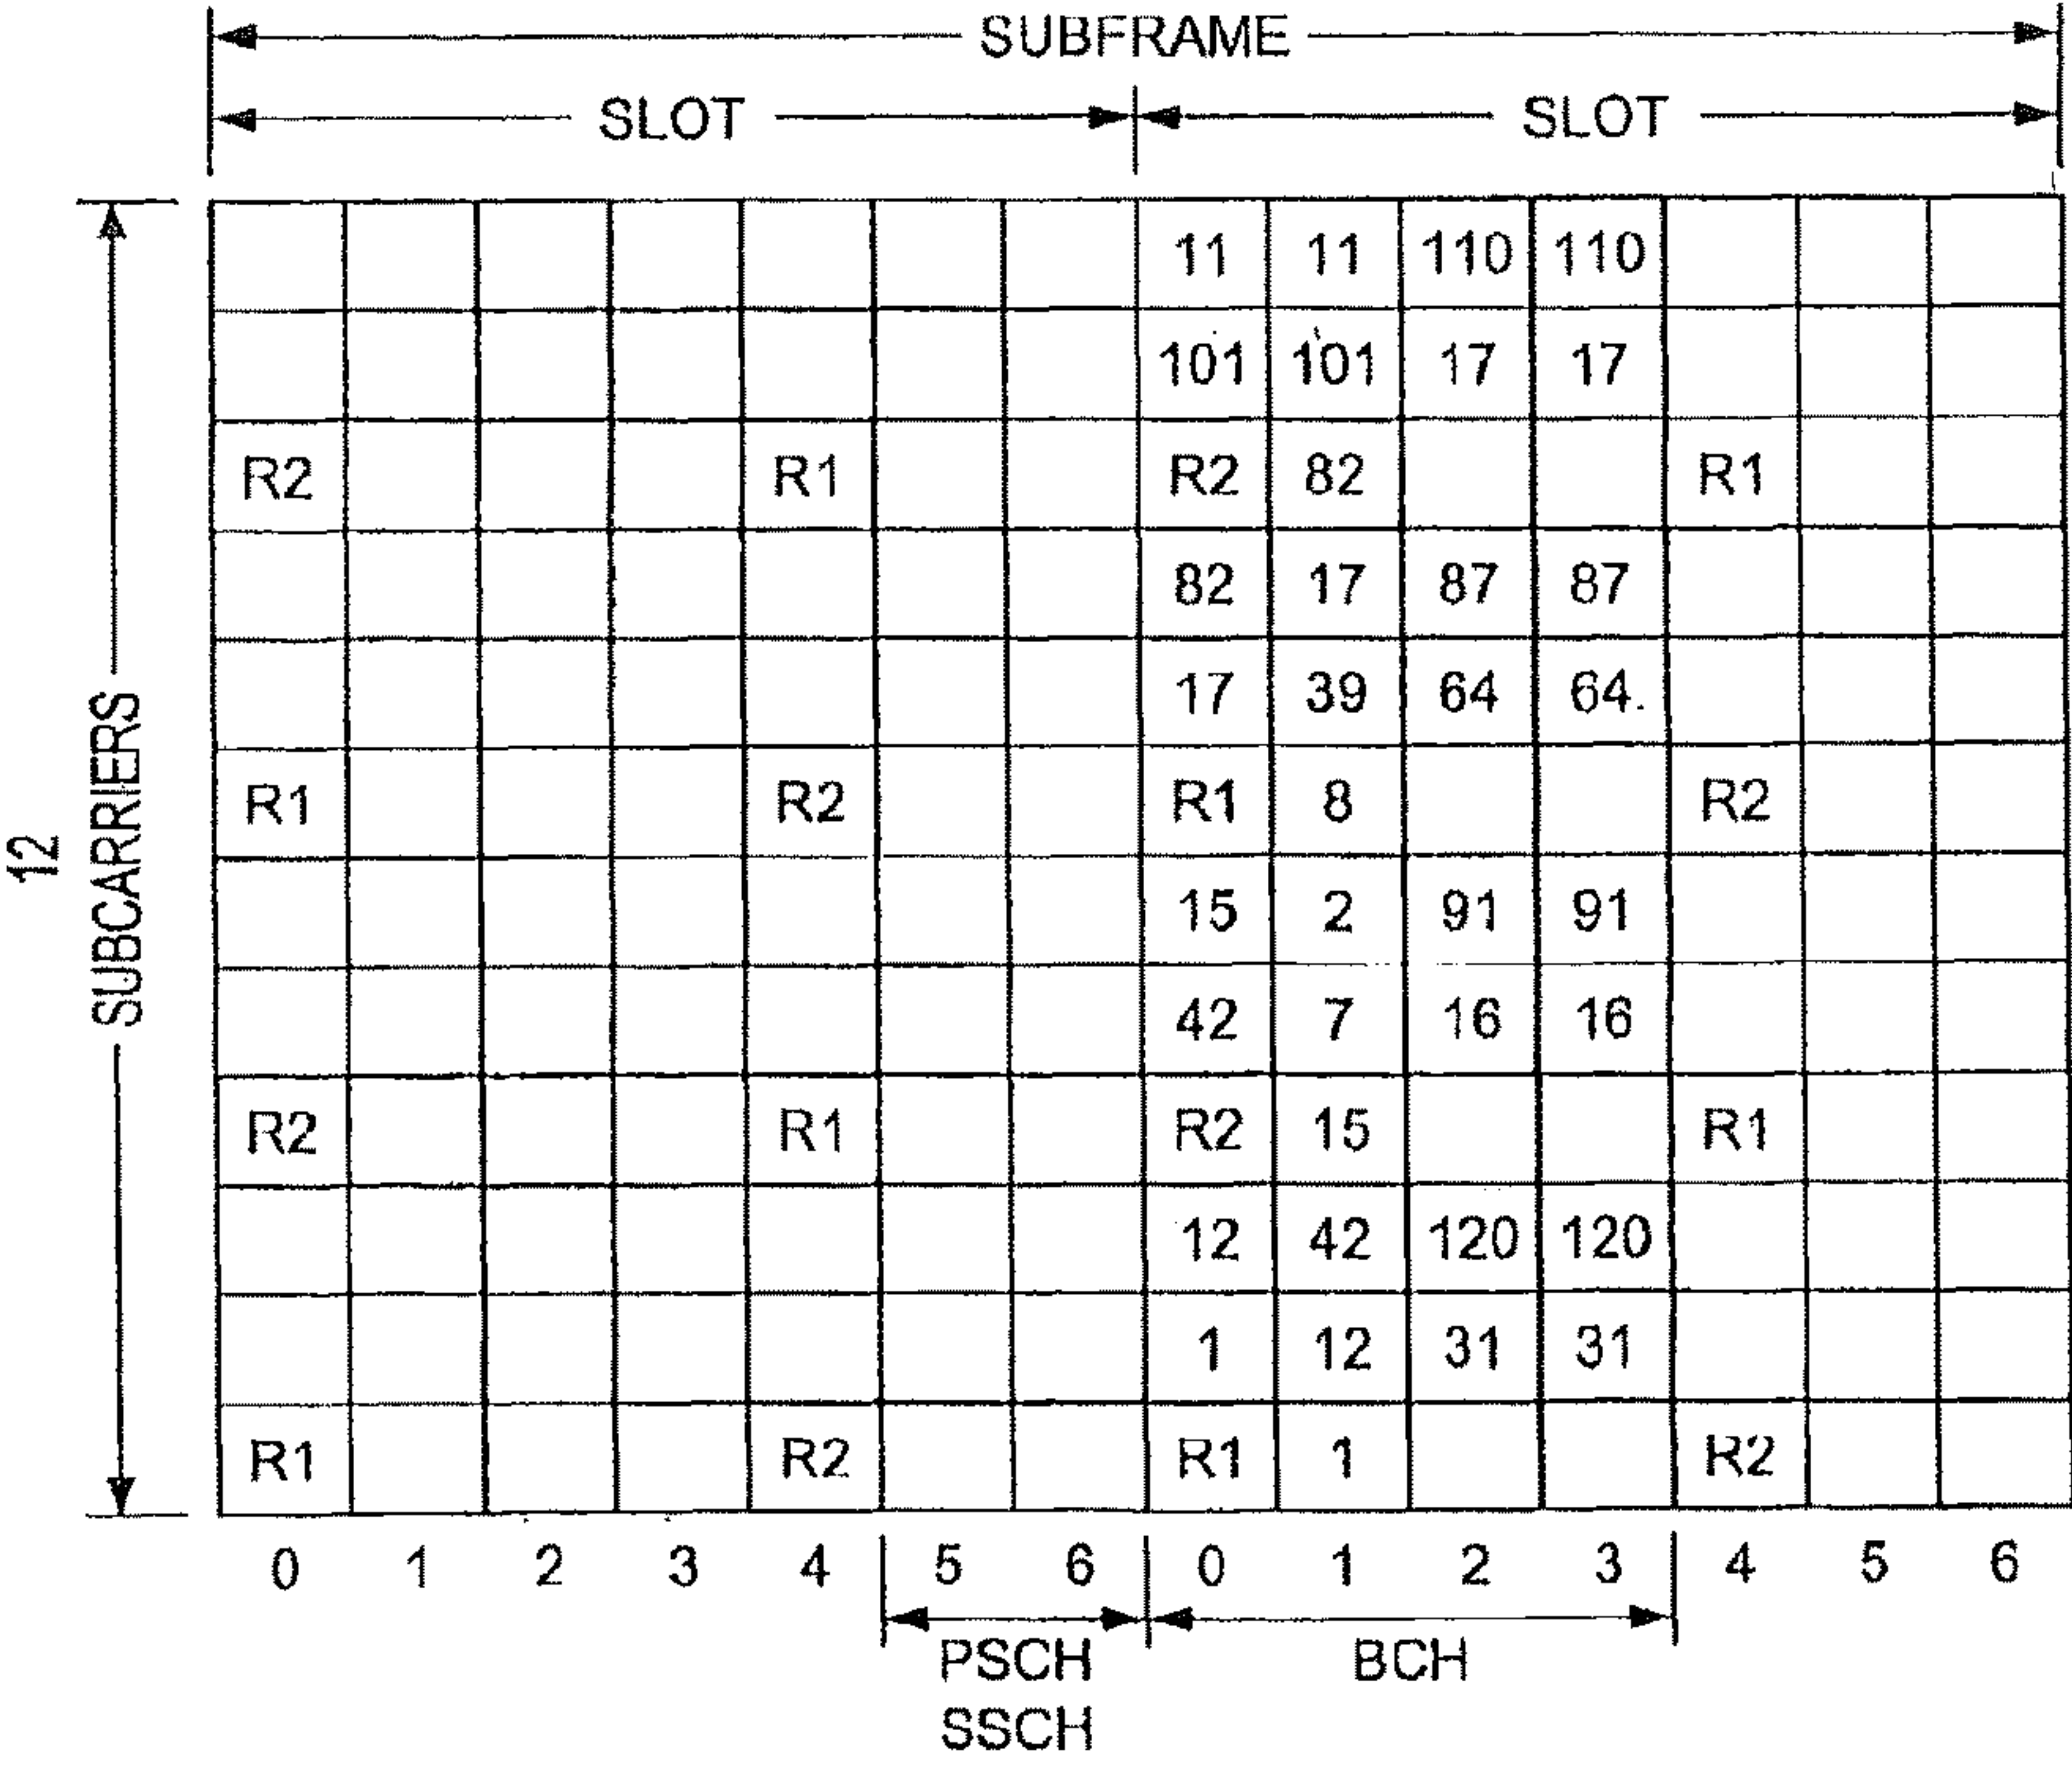 SUBFRAME
SLOT SLOT
11 11 110 110
101 101 17 17
R2 R1 R2 82 R1
82 17 87 87
17 39 64 64.
R1 R2 R1 8 R2
15 2 91 91
42 7 16 16
R2 R1 R2 15 R1
12 42 120 120
1 12 31 31
R1 R2 R1 1 R2
12
SUBCARRIERS
0 1 2 3 4 5 6 0 1 2 3 4 5 6
PSCH BCH
SSCH